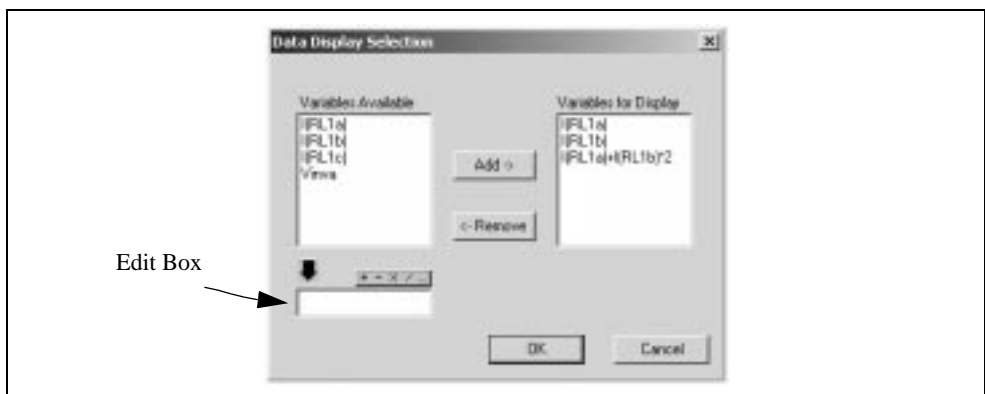 Data Display Selection
Variables Available
Variables for Display
I(RL1a)
I(RL1b)
I(RL1c)
I(RL1a)
I(RL1b)
I(RL1a)+I(RL1b)*2
Add ->
<- Remove
Edit Box
+ - × / ...
OK
Cancel